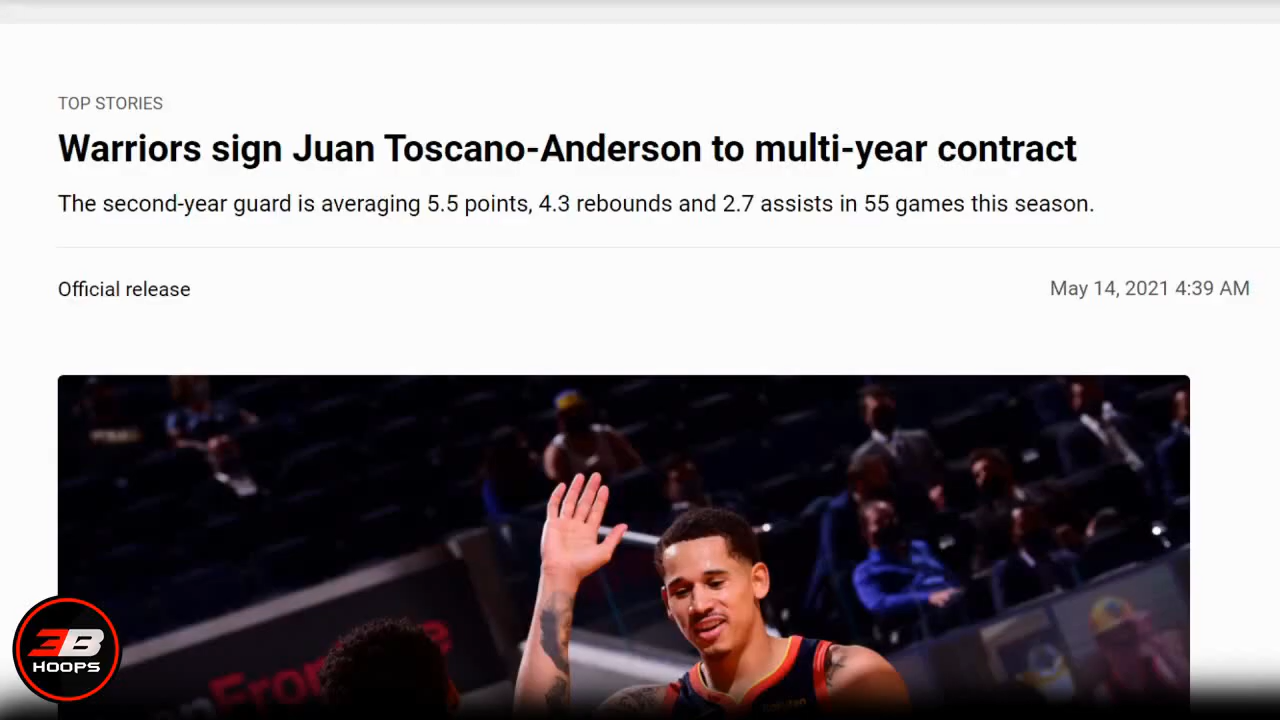 TOP STORIES
Warriors sign Juan Toscano-Anderson to multi-year contract
The second-year guard is averaging 5.5 points, 4.3 rebounds and 2.7 assists in 55 games this season.
Official release
May 14, 2021 4:39 AM
Rakuten
3B
HOOPS